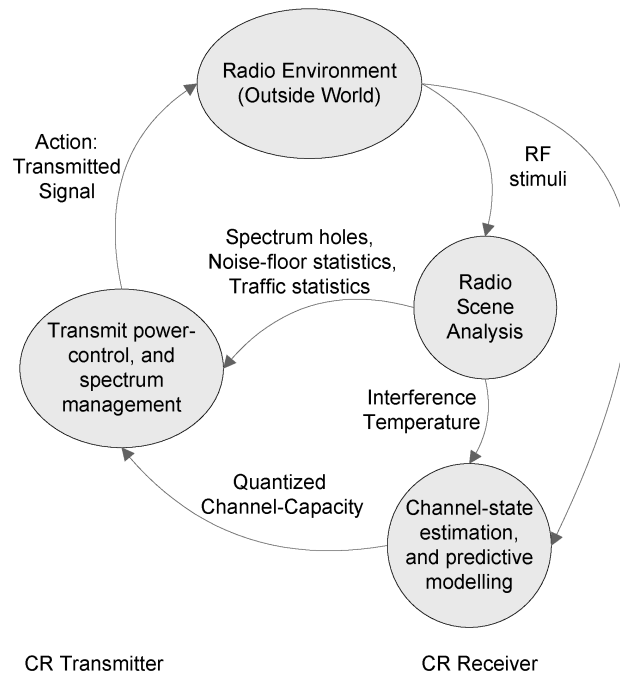 Radio Environment
(Outside World)
Action:
Transmitted
Signal
RF
stimuli
Spectrum holes,
Noise-floor statistics,
Traffic statistics
Radio
Scene
Analysis
Transmit power-
control, and
spectrum
management
Interference
Temperature
Quantized
Channel-Capacity
Channel-state
estimation,
and predictive
modelling
CR Transmitter
CR Receiver